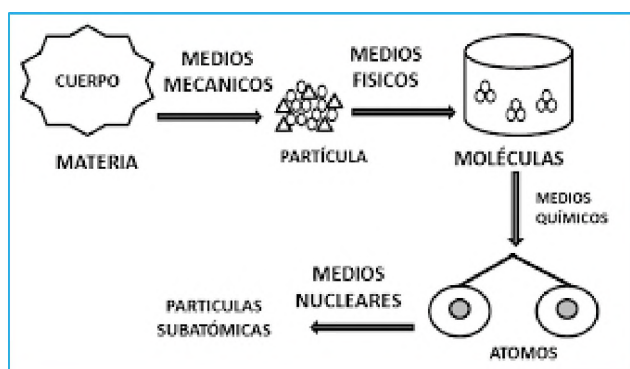 CUERPO
MATERIA
MEDIOS
MECANICOS
PARTÍCULA
MEDIOS
FISICOS
MOLÉCULAS
MEDIOS
QUÍMICOS
ATOMOS
MEDIOS
NUCLEARES
PARTICULAS
SUBATÓMICAS